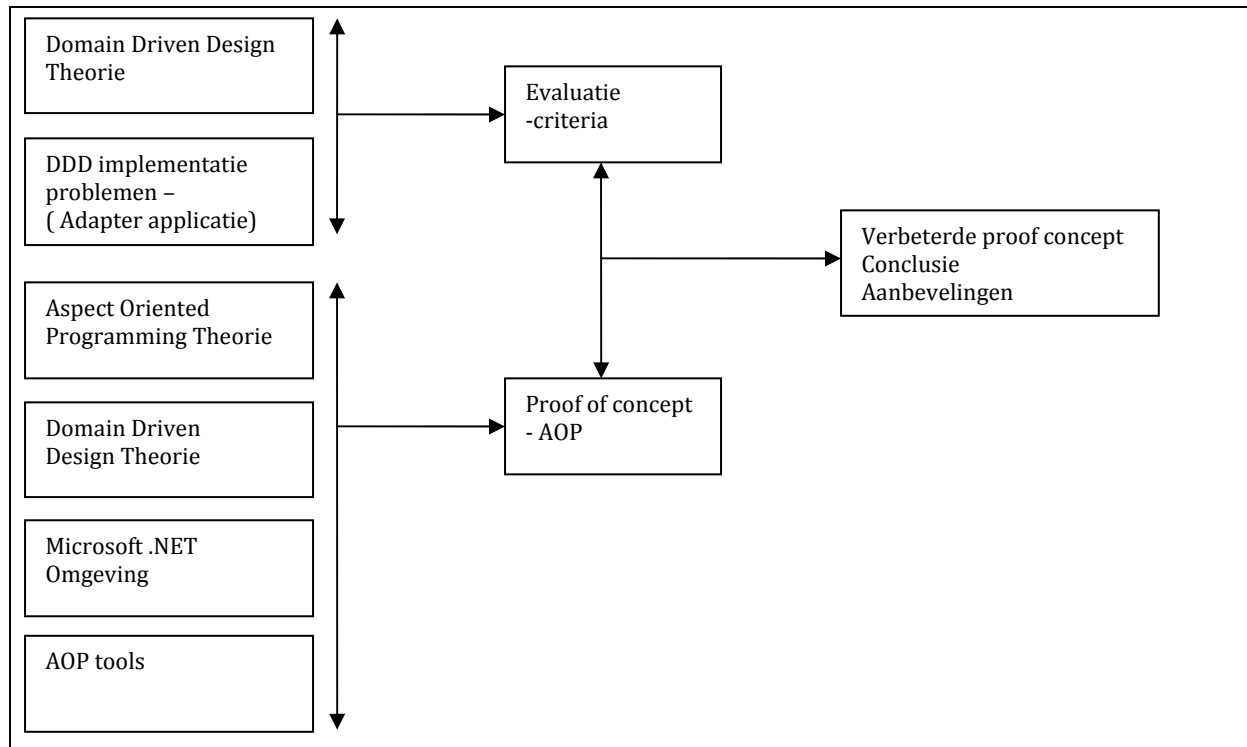 Domain Driven Design
Theorie
DDD implementatie
problemen –
( Adapter applicatie)
Aspect Oriented
Programming Theorie
Domain Driven
Design Theorie
Microsoft .NET
Omgeving
AOP tools
Evaluatie
-criteria
Proof of concept
- AOP
Verbeterde proof concept
Conclusie
Aanbevelingen